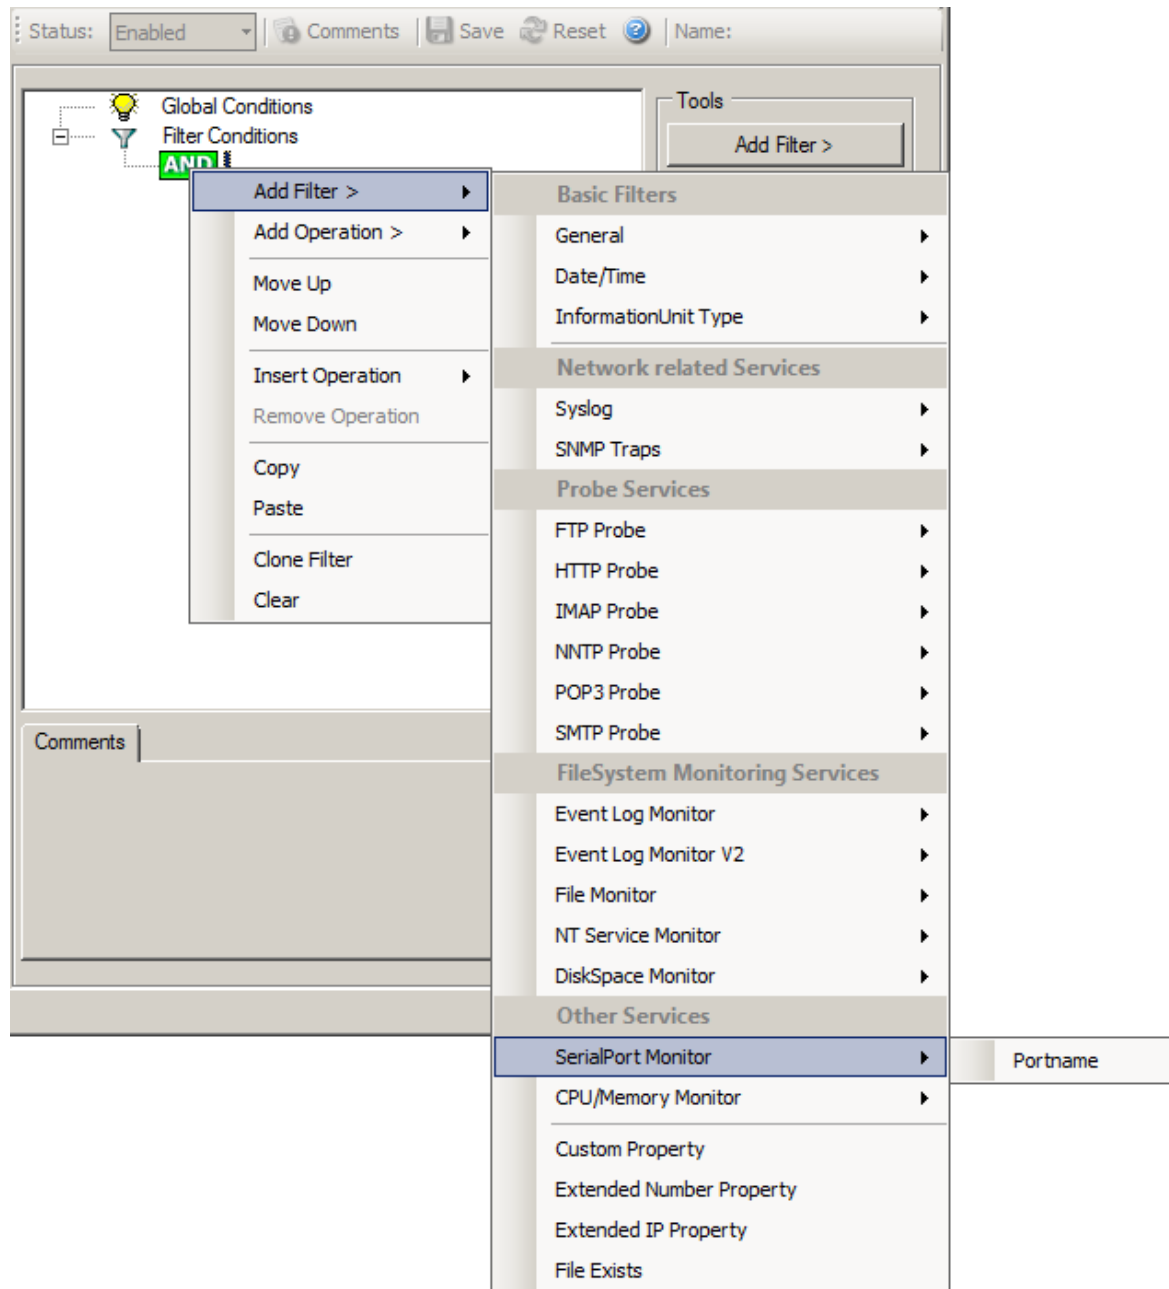 Status: Enabled Comments Save Reset Name:
Global Conditions
Filter Conditions
AND
Tools
Add Filter >
Add Filter >
Add Operation >
Move Up
Move Down
Insert Operation
Remove Operation
Copy
Paste
Clone Filter
Clear
Basic Filters
General
Date/Time
InformationUnit Type
Network related Services
Syslog
SNMP Traps
Probe Services
FTP Probe
HTTP Probe
IMAP Probe
NNTP Probe
POP3 Probe
SMTP Probe
FileSystem Monitoring Services
Event Log Monitor
Event Log Monitor V2
File Monitor
NT Service Monitor
DiskSpace Monitor
Other Services
SerialPort Monitor
Portname
CPU/Memory Monitor
Custom Property
Extended Number Property
Extended IP Property
File Exists
Comments